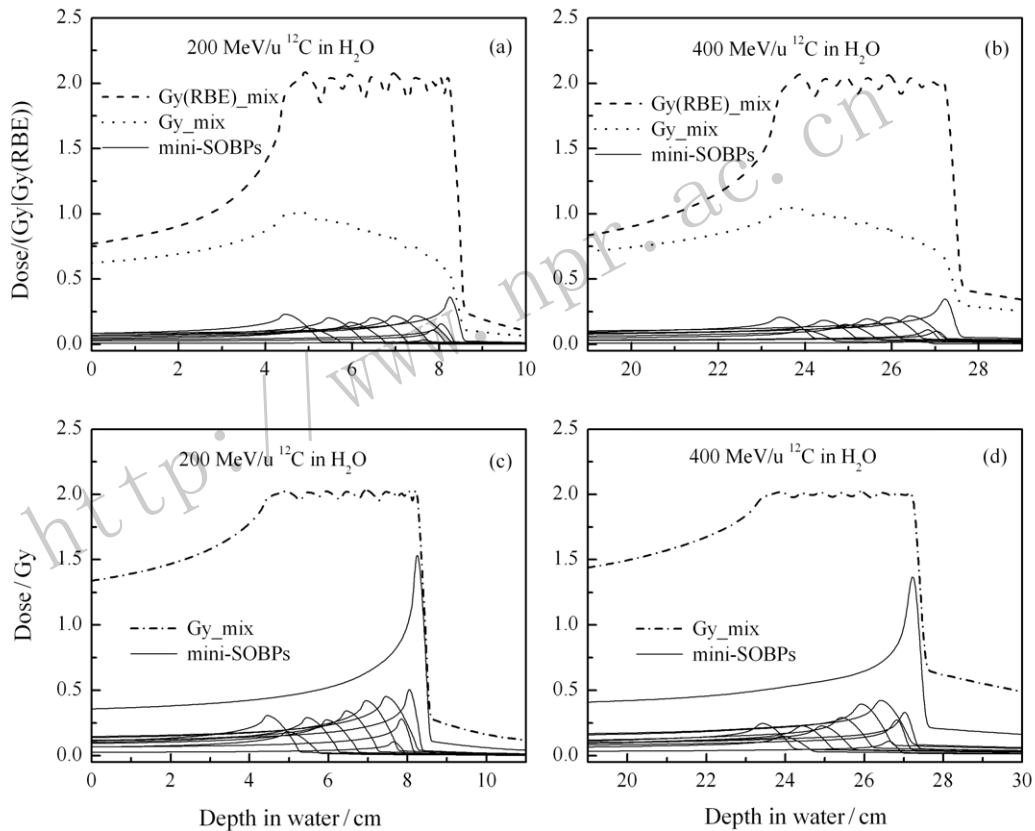 2.5
2.0
1.5
1.0
0.5
0.0
Dose/(Gy|Gy(RBE))
200 MeV/u ¹²C in H₂O
(a)
Gy(RBE)_mix
Gy_mix
mini-SOBPs
0 2 4 6 8 10
2.5
2.0
1.5
1.0
0.5
0.0
400 MeV/u ¹²C in H₂O
(b)
Gy(RBE)_mix
Gy_mix
mini-SOBPs
20 22 24 26 28
2.5
2.0
1.5
1.0
0.5
0.0
Dose / Gy
200 MeV/u ¹²C in H₂O
(c)
Gy_mix
mini-SOBPs
0 2 4 6 8 10
Depth in water / cm
2.5
2.0
1.5
1.0
0.5
0.0
400 MeV/u ¹²C in H₂O
(d)
Gy_mix
mini-SOBPs
20 22 24 26 28 30
Depth in water / cm
http://www.npr.ac.cn